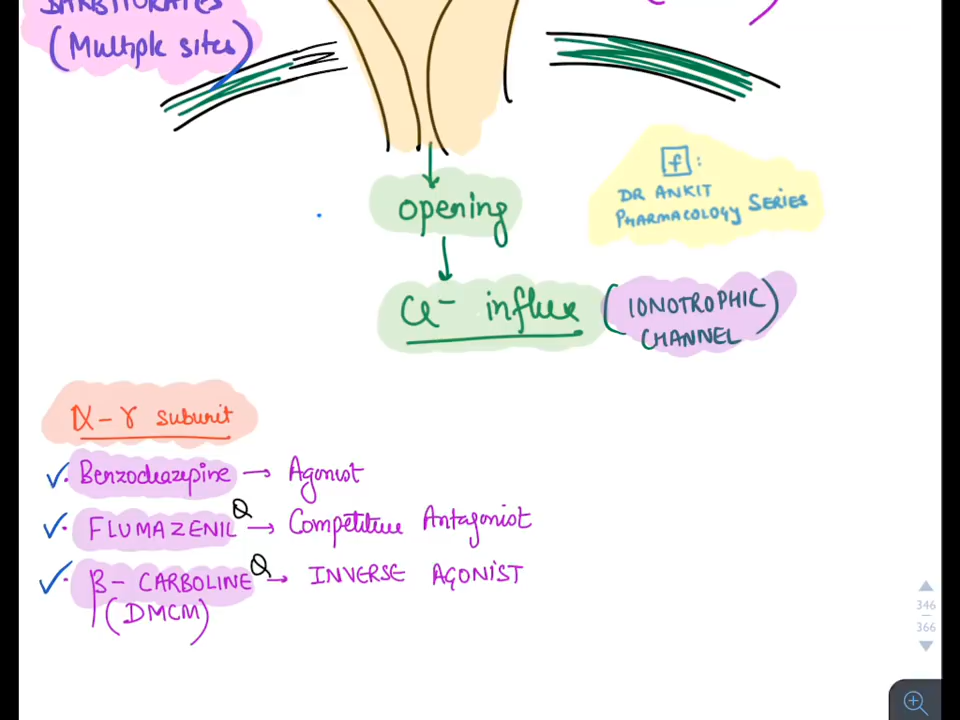 BARBITURATES
(Multiple sites)
f :
DR ANKIT
PHARMACOLOGY SERIES
opening
Cl⁻ influx (IONOTROPHIC CHANNEL)
α-γ subunit
✓. Benzodiazepine → Agonist
✓. FLUMAZENIL Q → Competitive Antagonist
✓. β-CARBOLINE Q → INVERSE AGONIST
(DMCM)
346
366